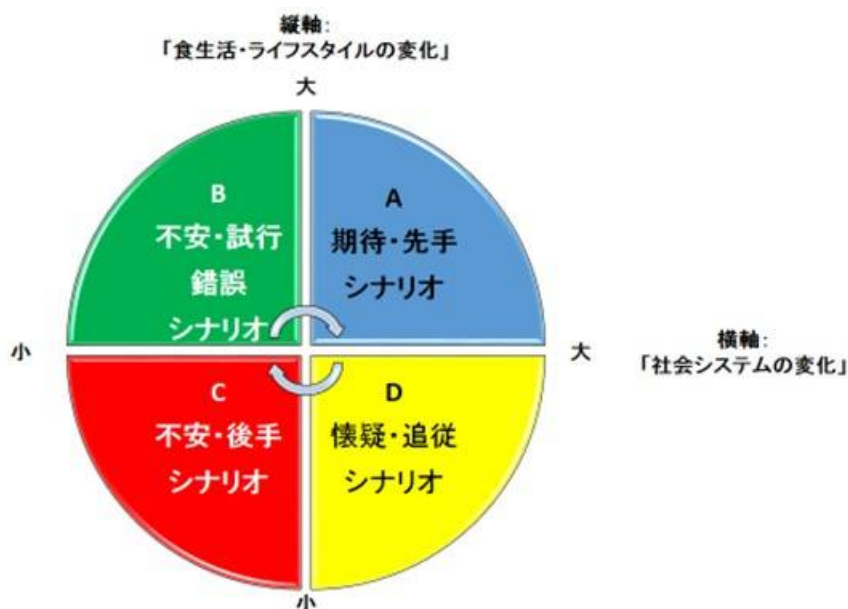 縦軸:
「食生活・ライフスタイルの変化」
大
B
不安・試行
錯誤
シナリオ
A
期待・先手
シナリオ
小
大
横軸:
「社会システムの変化」
C
不安・後手
シナリオ
D
懐疑・追従
シナリオ
小